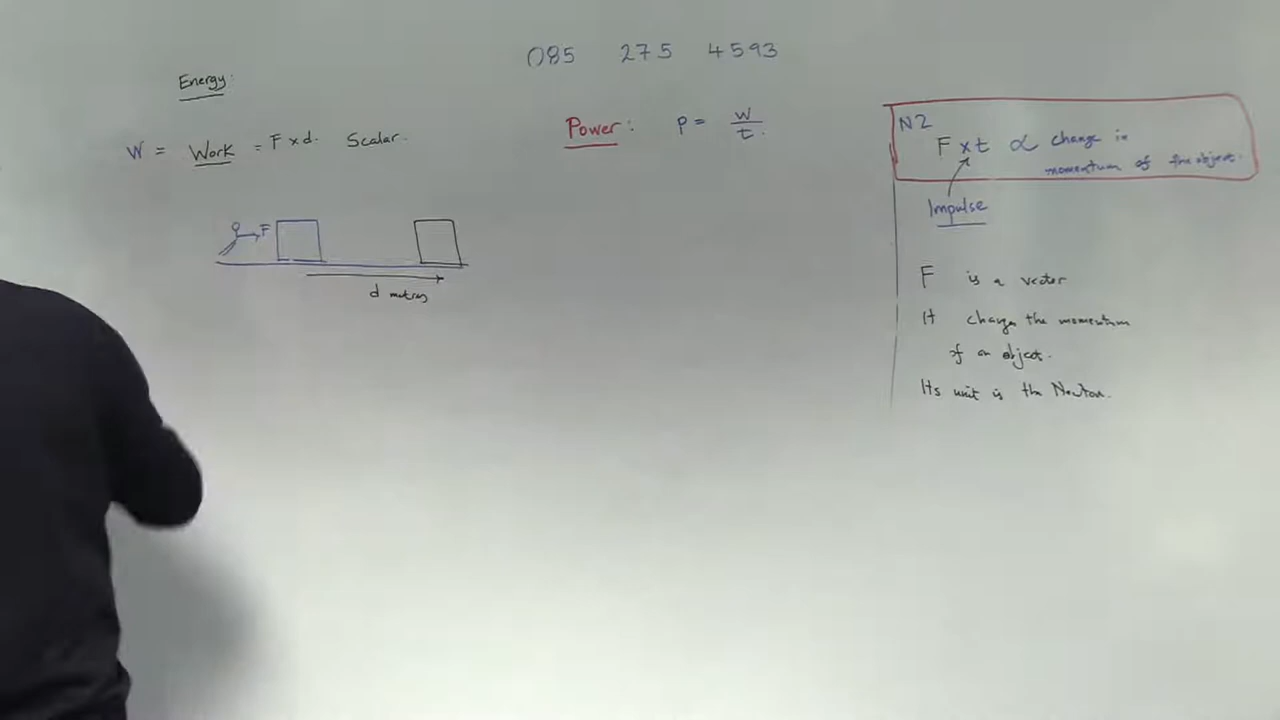 085 275 4593
Energy:
W = Work = F x d. Scalar.
F
d metres
Power: P = W
t.
N2
F x t ∝ change in
momentum of the object.
Impulse
F is a vector
It change the momentum
of an object.
Its unit is the Newton.